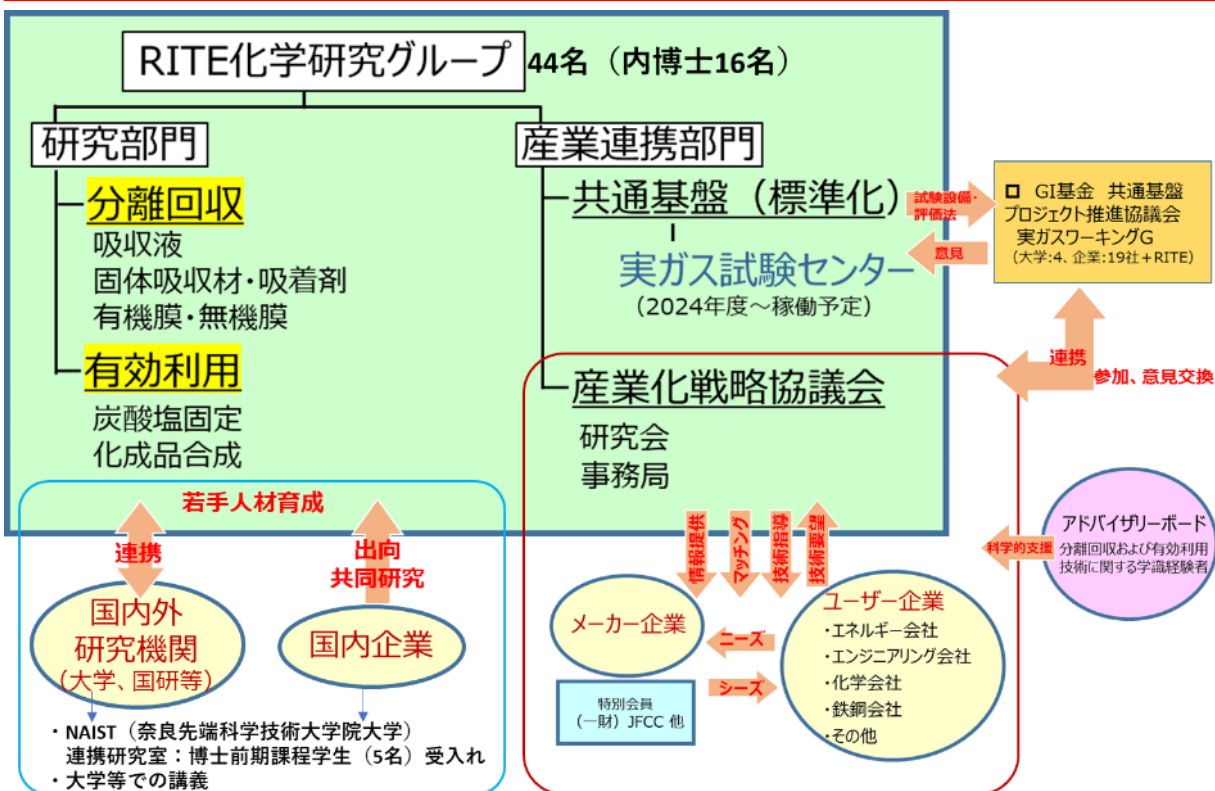 RITE化学研究グループ 44名（内博士16名）
研究部門
分離回収
吸収液
固体吸収材・吸着剤
有機膜・無機膜
有効利用
炭酸塩固定
化成品合成
産業連携部門
共通基盤（標準化）
実ガス試験センター
（2024年度～稼働予定）
産業化戦略協議会
研究会
事務局
試験設備・
評価法
意見
ロ GI基金 共通基盤
プロジェクト推進協議会
実ガスワーキングG
（大学:4、企業:19社＋RITE）
連携
参加、意見交換
若手人材育成
連携
出向
共同研究
国内外
研究機関
（大学、国研等）
国内企業
・NAIST（奈良先端科学技術大学院大学）
連携研究室：博士前期課程学生（5名）受入れ
・大学等での講義
情報提供
マッチング
技術指導
技術要望
メーカー企業
特別会員
（一財）JFCC 他
ニーズ
シーズ
ユーザー企業
・エネルギー会社
・エンジニアリング会社
・化学会社
・鉄鋼会社
・その他
科学的支援
アドバイザリーボード
分離回収および有効利用
技術に関する学識経験者